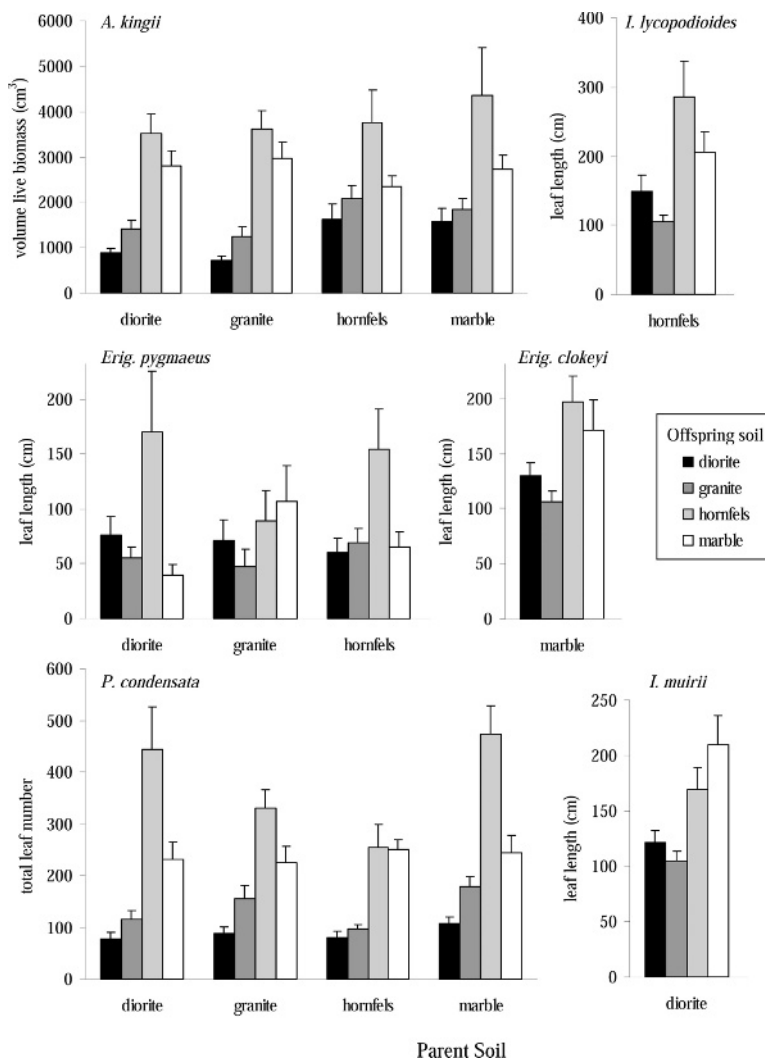 A. kingii
volume live biomass (cm³)
6000
5000
4000
3000
2000
1000
0
diorite granite hornfels marble
I. lycopodioides
leaf length (cm)
400
300
200
100
0
hornfels
Erig. pygmaeus
leaf length (cm)
200
150
100
50
0
diorite granite hornfels
Erig. clokeyi
leaf length (cm)
200
150
100
50
0
marble
Offspring soil
diorite
granite
hornfels
marble
P. condensata
total leaf number
600
500
400
300
200
100
0
diorite granite hornfels marble
I. muirii
leaf length (cm)
250
200
150
100
50
0
diorite
Parent Soil